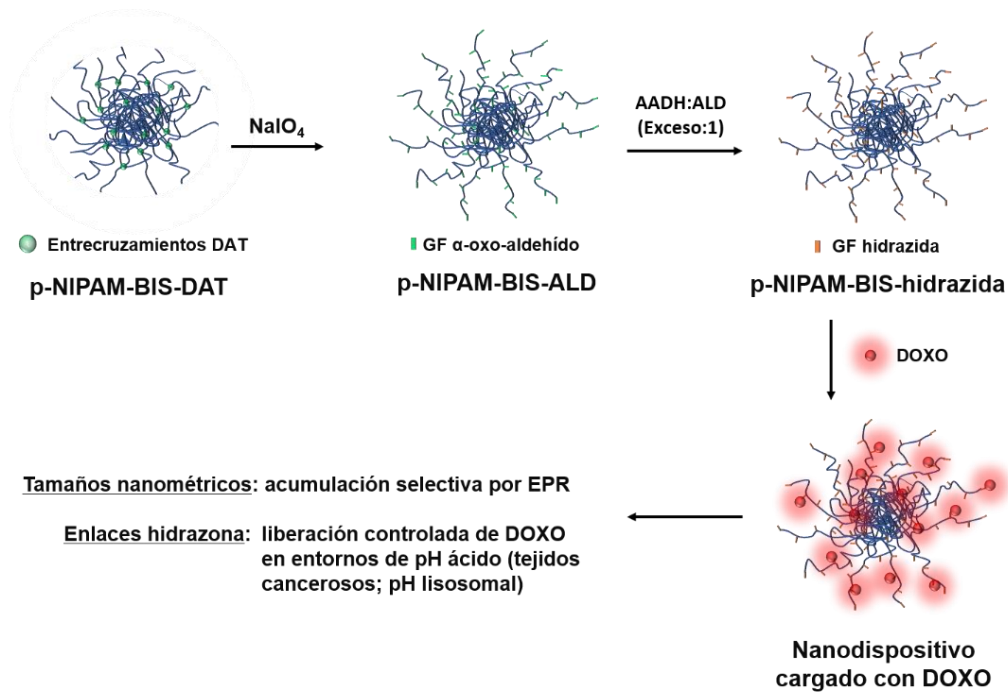 NaIO₄
AADH:ALD
(Exceso:1)
Entrecruzamientos DAT
GF α-oxo-aldehído
GF hidrazida
p-NIPAM-BIS-DAT
p-NIPAM-BIS-ALD
p-NIPAM-BIS-hidrazida
DOXO
Tamaños nanométricos: acumulación selectiva por EPR
Enlaces hidrazona: liberación controlada de DOXO
en entornos de pH ácido (tejidos
cancerosos; pH lisosomal)
Nanodispositivo
cargado con DOXO